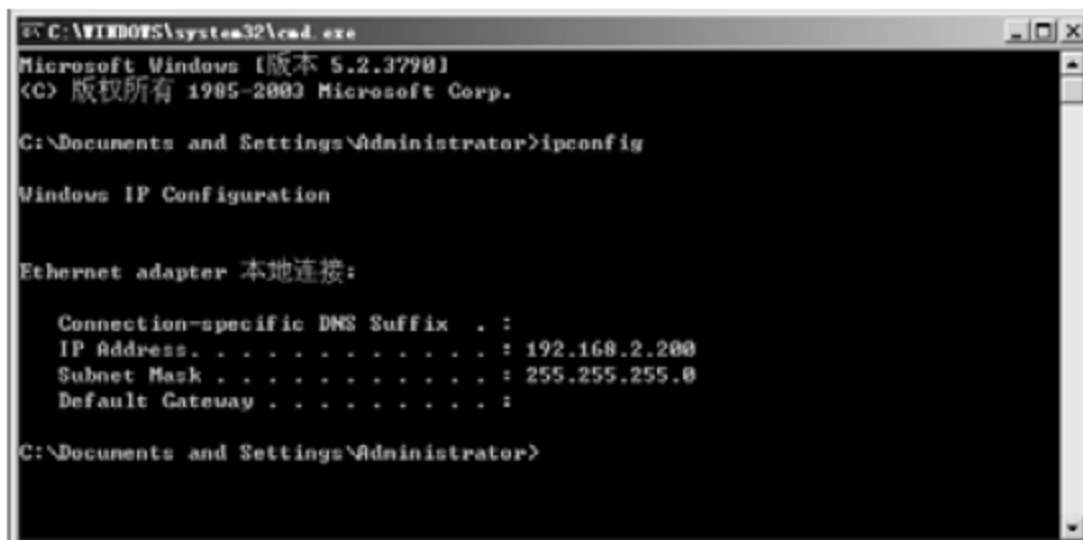 C:\WINDOWS\system32\cmd.exe
Microsoft Windows [版本 5.2.3790]
(C) 版权所有 1985-2003 Microsoft Corp.
C:\Documents and Settings\Administrator>ipconfig
Windows IP Configuration
Ethernet adapter 本地连接:
Connection-specific DNS Suffix . :
IP Address. . . . . . . . . . . . : 192.168.2.200
Subnet Mask . . . . . . . . . . . : 255.255.255.0
Default Gateway . . . . . . . . . :
C:\Documents and Settings\Administrator>